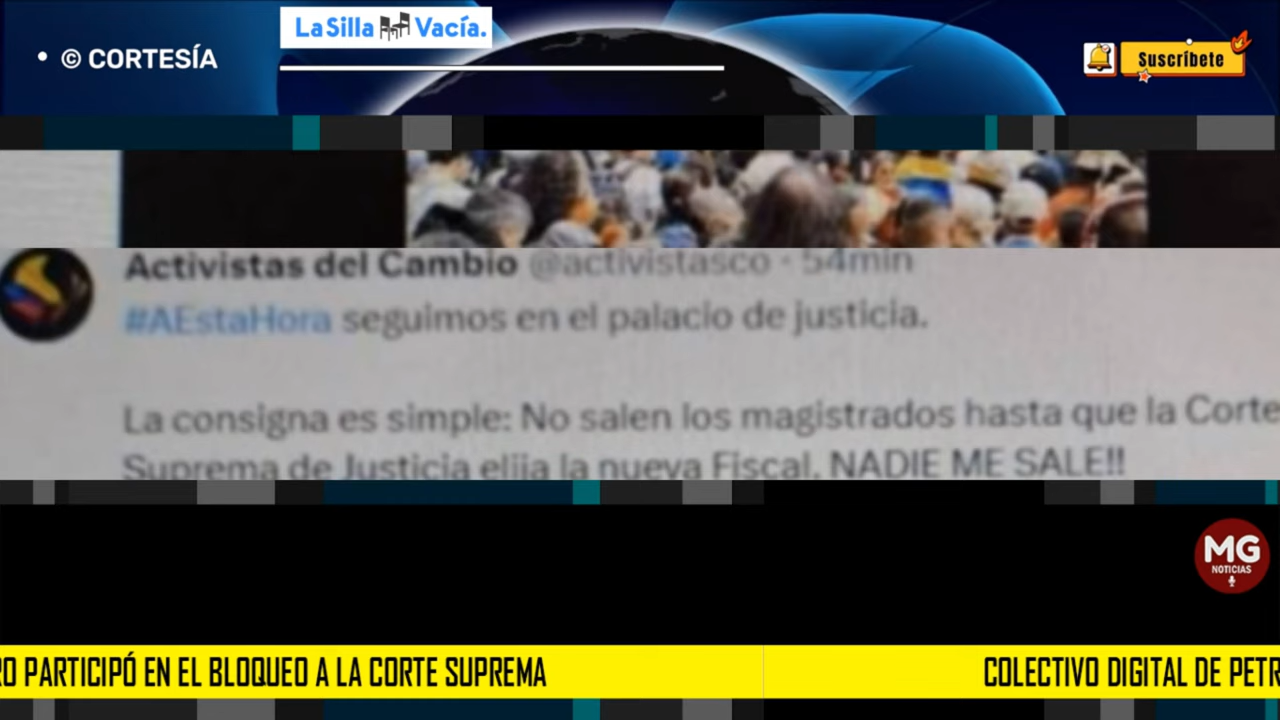 • © CORTESÍA
La Silla Vacía.
Suscríbete
Activistas del Cambio @activistasco · 54min
#AEstaHora seguimos en el palacio de justicia.
La consigna es simple: No salen los magistrados hasta que la Corte
Suprema de Justicia elija la nueva Fiscal. NADIE ME SALE!!
MG
NOTICIAS
RO PARTICIPÓ EN EL BLOQUEO A LA CORTE SUPREMA
COLECTIVO DIGITAL DE PETR